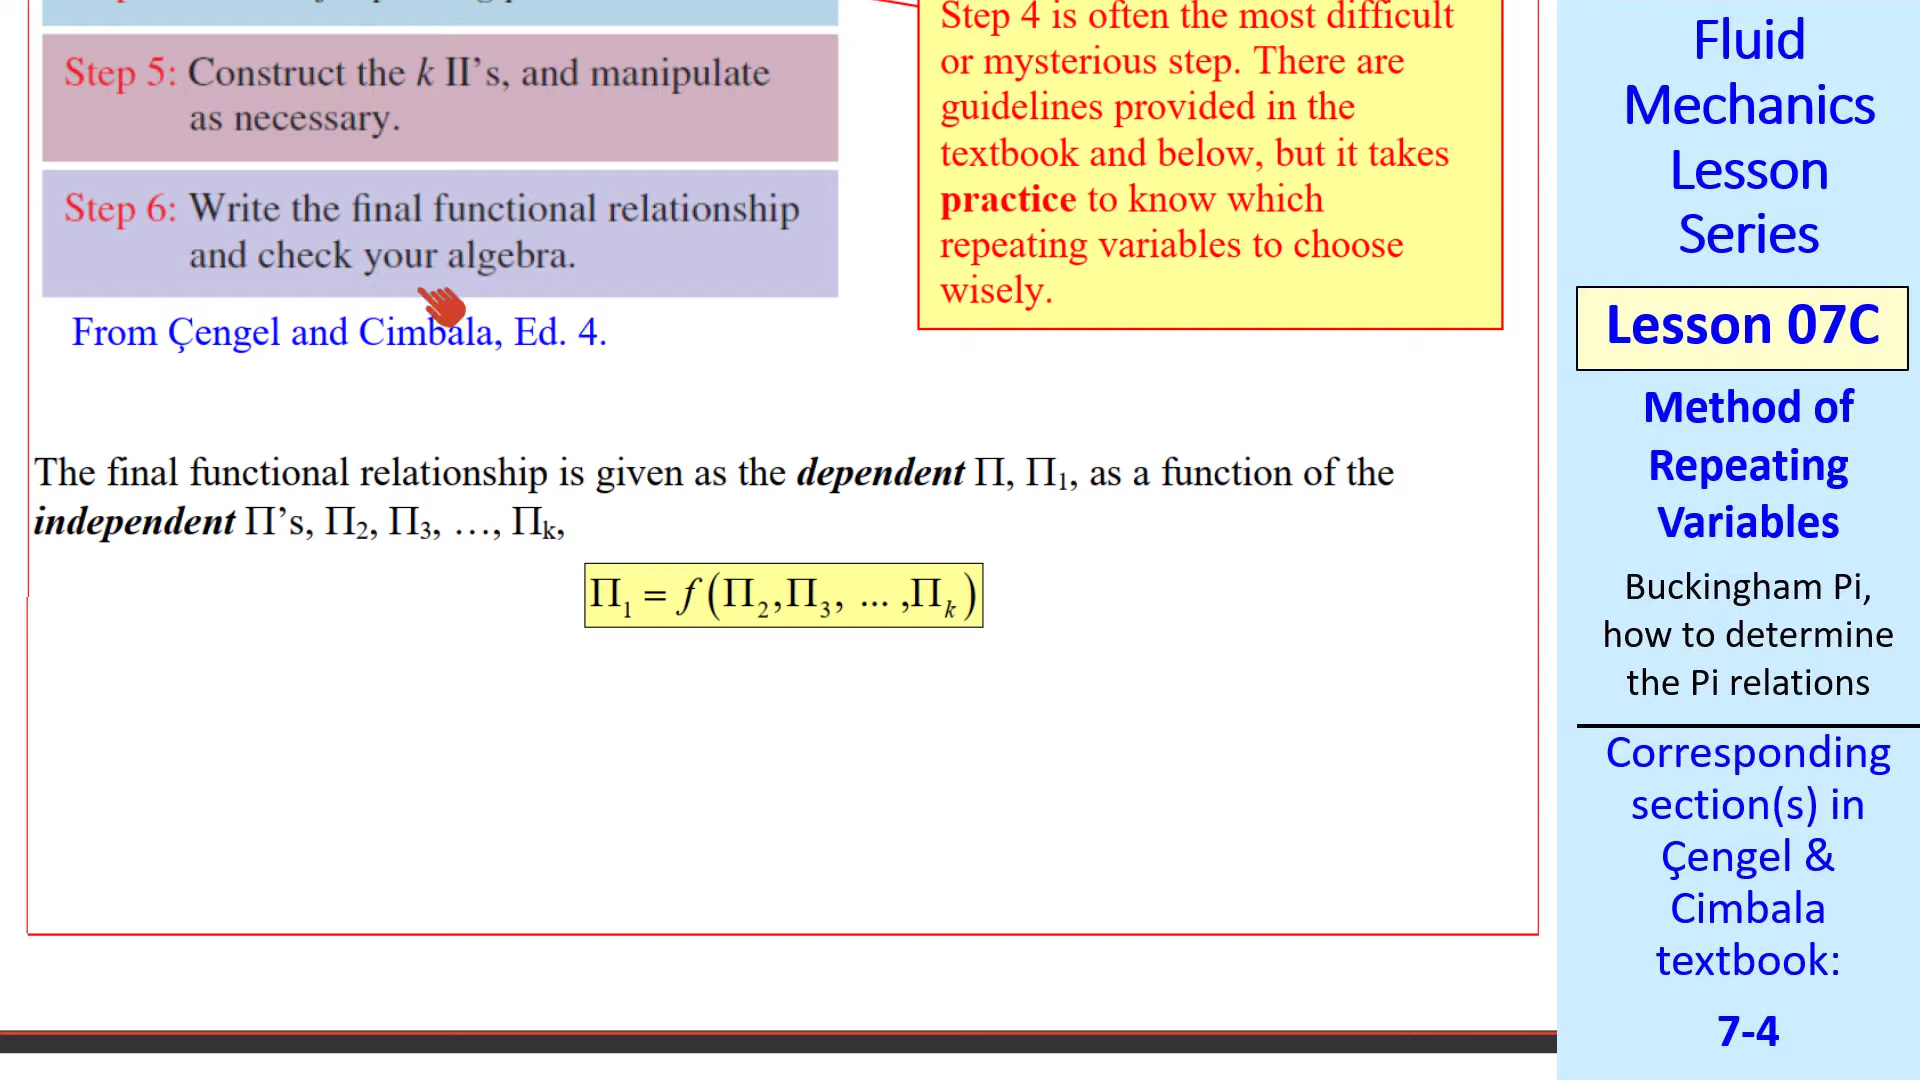 Step 5: Construct the k II's, and manipulate
as necessary.
Step 6: Write the final functional relationship
and check your algebra.
From Çengel and Cimbala, Ed. 4.
Step 4 is often the most difficult
or mysterious step. There are
guidelines provided in the
textbook and below, but it takes
practice to know which
repeating variables to choose
wisely.
The final functional relationship is given as the dependent Π, Π₁, as a function of the
independent Π's, Π₂, Π₃, …, Πk,
Π₁ = f(Π₂,Π₃, ... ,Πk)
Fluid
Mechanics
Lesson
Series
Lesson 07C
Method of
Repeating
Variables
Buckingham Pi,
how to determine
the Pi relations
Corresponding
section(s) in
Çengel &
Cimbala
textbook:
7-4